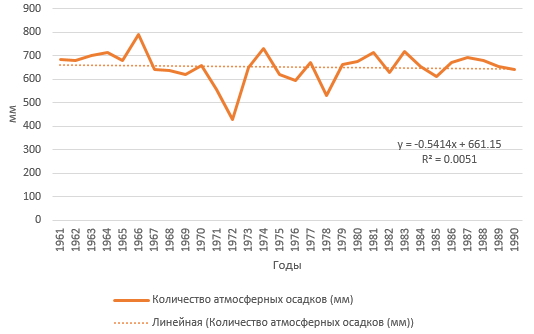 900
800
700
600
500
400
300
200
100
0
мм
y = -0.5414x + 661.15
R² = 0.0051
1961 1962 1963 1964 1965 1966 1967 1968 1969 1970 1971 1972 1973 1974 1975 1976 1977 1978 1979 1980 1981 1982 1983 1984 1985 1986 1987 1988 1989 1990
Годы
Количество атмосферных осадков (мм)
Линейная (Количество атмосферных осадков (мм))